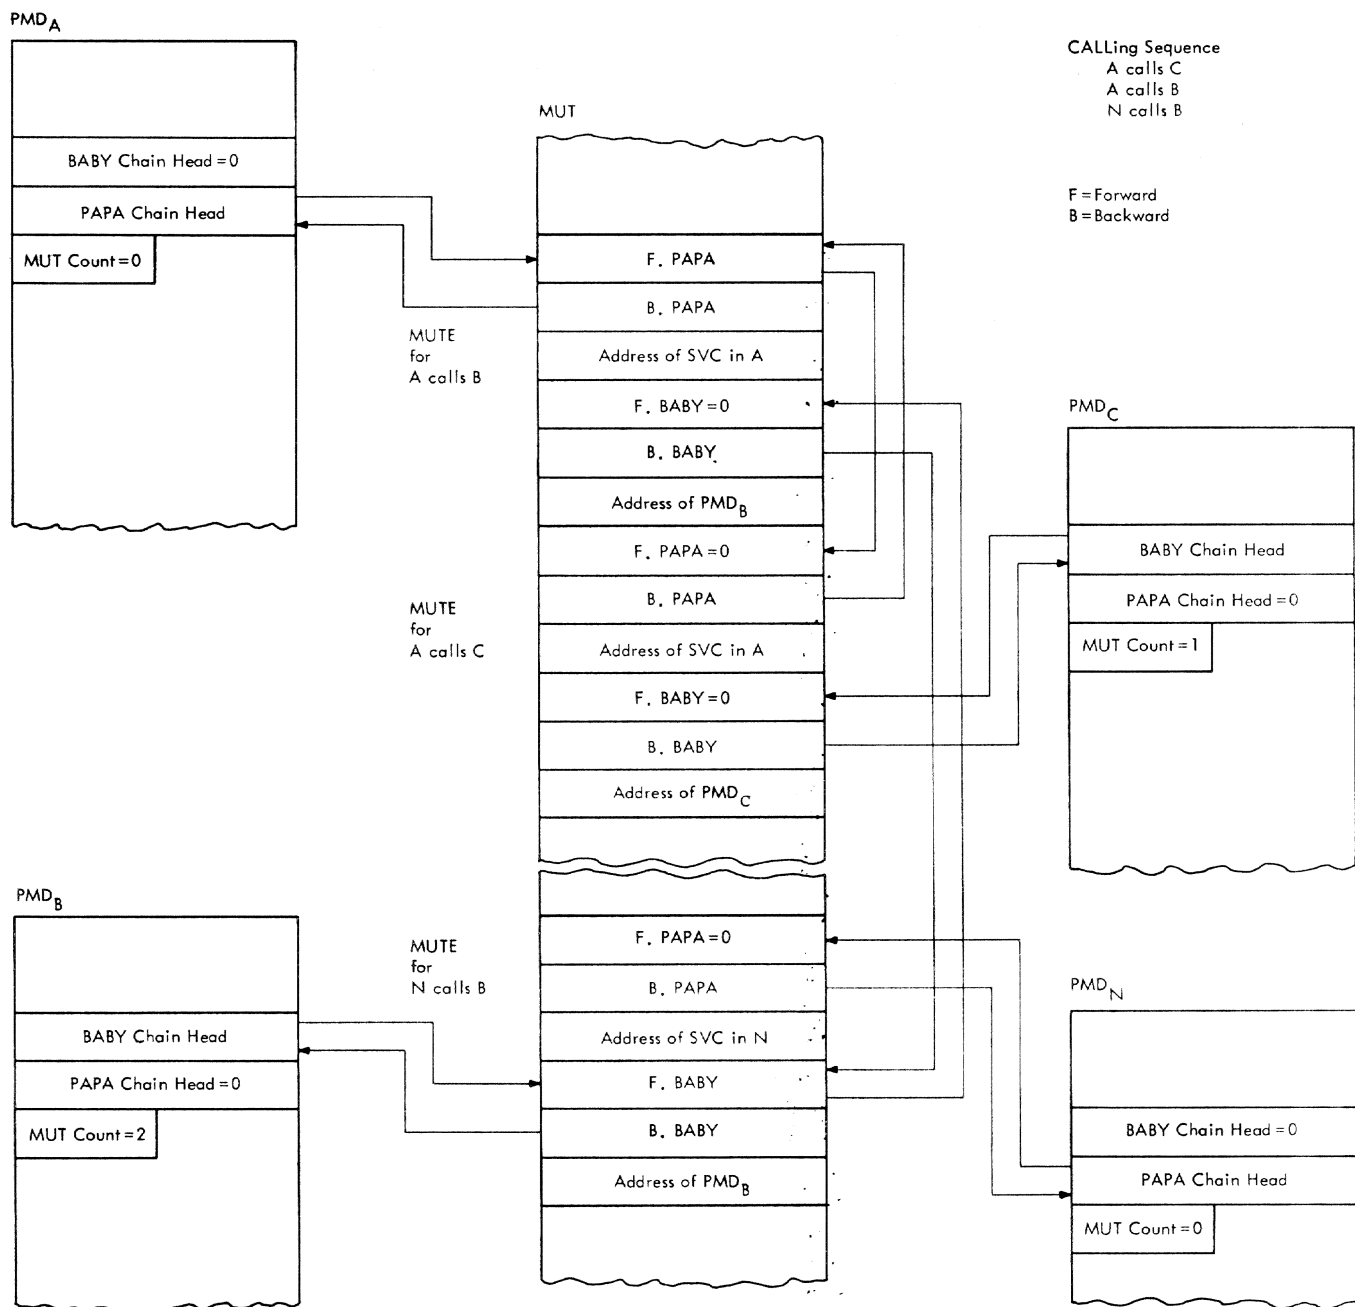 PMD_A
BABY Chain Head = 0
PAPA Chain Head
MUT Count = 0
CALLing Sequence
A calls C
A calls B
N calls B
F = Forward
B = Backward
MUT
F. PAPA
B. PAPA
Address of SVC in A
F. BABY = 0
B. BABY
Address of PMD_B
MUTE
for
A calls B
F. PAPA = 0
B. PAPA
Address of SVC in A
F. BABY = 0
B. BABY
Address of PMD_C
MUTE
for
A calls C
PMD_C
BABY Chain Head
PAPA Chain Head = 0
MUT Count = 1
PMD_B
BABY Chain Head
PAPA Chain Head = 0
MUT Count = 2
MUTE
for
N calls B
F. PAPA = 0
B. PAPA
Address of SVC in N
F. BABY
B. BABY
Address of PMD_B
PMD_N
BABY Chain Head = 0
PAPA Chain Head
MUT Count = 0